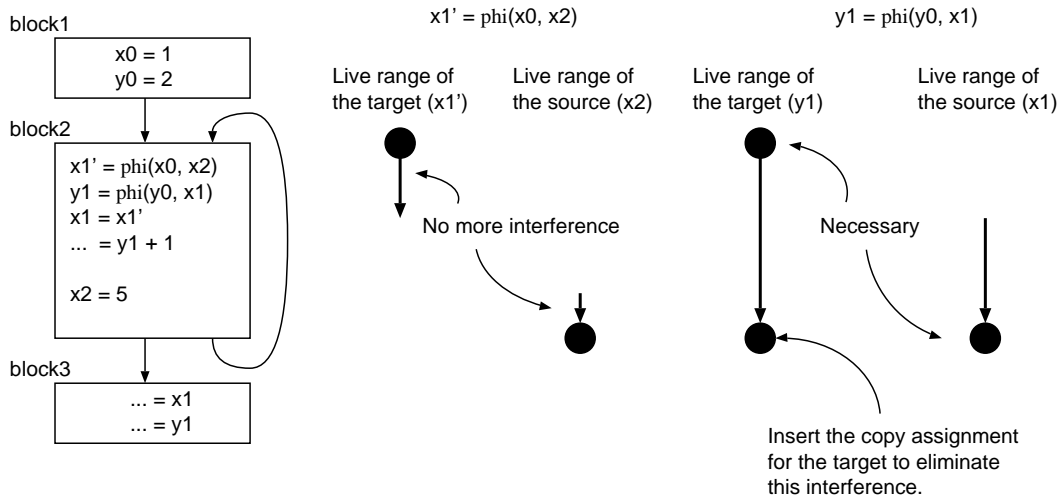 block1
x0 = 1
y0 = 2
block2
x1’ = phi(x0, x2)
y1 = phi(y0, x1)
x1 = x1’
... = y1 + 1
x2 = 5
block3
... = x1
... = y1
x1’ = phi(x0, x2)
Live range of
the target (x1’)
Live range of
the source (x2)
No more interference
y1 = phi(y0, x1)
Live range of
the target (y1)
Live range of
the source (x1)
Necessary
Insert the copy assignment
for the target to eliminate
this interference.